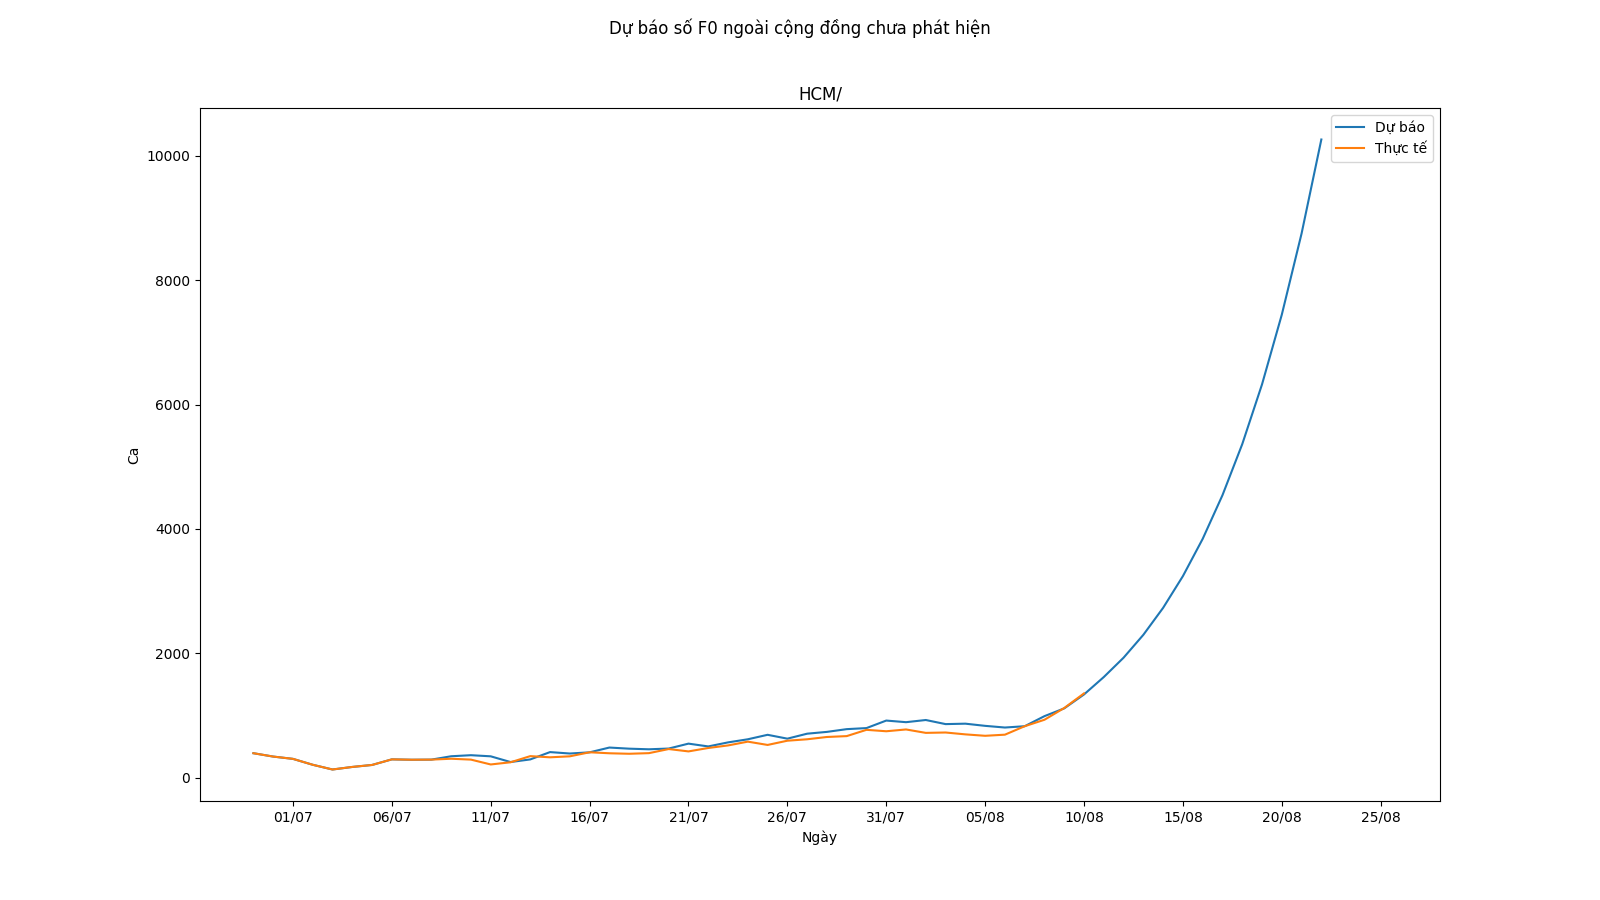 Dự báo số F0 ngoài cộng đồng chưa phát hiện
HCM/
Dự báo
Thực tế
10000
8000
6000
4000
2000
0
Ca
01/07 06/07 11/07 16/07 21/07 26/07 31/07 05/08 10/08 15/08 20/08 25/08
Ngày